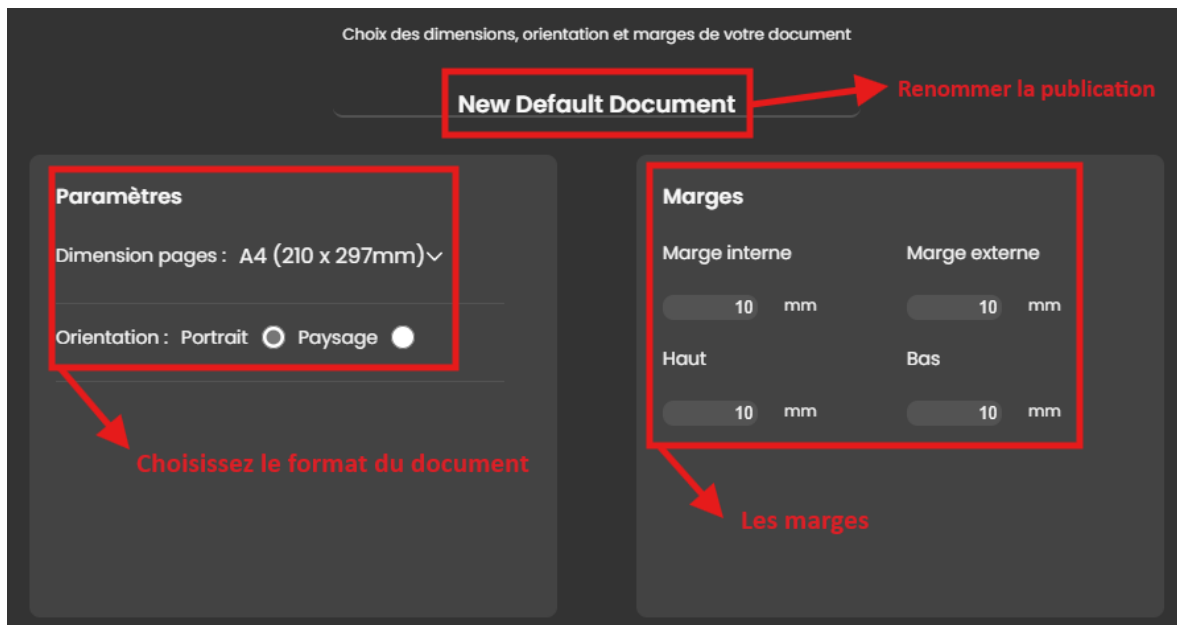 Choix des dimensions, orientation et marges de votre document
New Default Document
Renommer la publication
Paramètres
Dimension pages : A4 (210 x 297mm)
Orientation : Portrait Paysage
Choisissez le format du document
Marges
Marge interne Marge externe
10 mm 10 mm
Haut Bas
10 mm 10 mm
Les marges